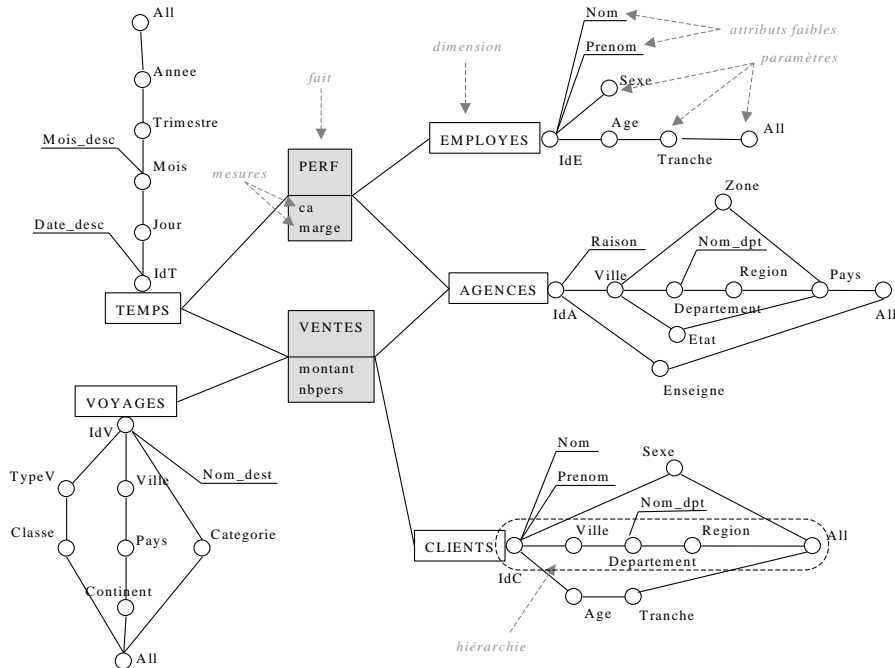 All
Annee
Trimestre
Mois_desc
Mois
Date_desc
Jour
IdT
TEMPS
fait
mesures
PERF
ca
marge
dimension
EMPLOYES
Nom
Prenom
Sexe
IdE
Age
Tranche
All
attributs faibles
paramètres
AGENCES
Raison
IdA
Zone
Ville
Nom_dpt
Departement
Region
Pays
All
Etat
Enseigne
VENTES
montant
nbpers
VOYAGES
IdV
TypeV
Ville
Nom_dest
Classe
Pays
Categorie
Continent
All
CLIENTS
Nom
Prenom
Sexe
Nom_dpt
IdC
Ville
Departement
Region
All
Age
Tranche
hiérarchie